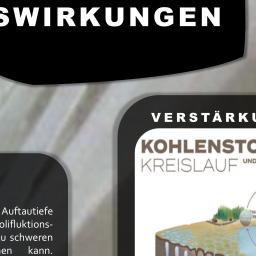 SWIRKUNGEN
VERSTÄRKU
KOHLENSTO
KREISLAUF UND
Auftautiefe
olifluktions-
u schweren
en kann.